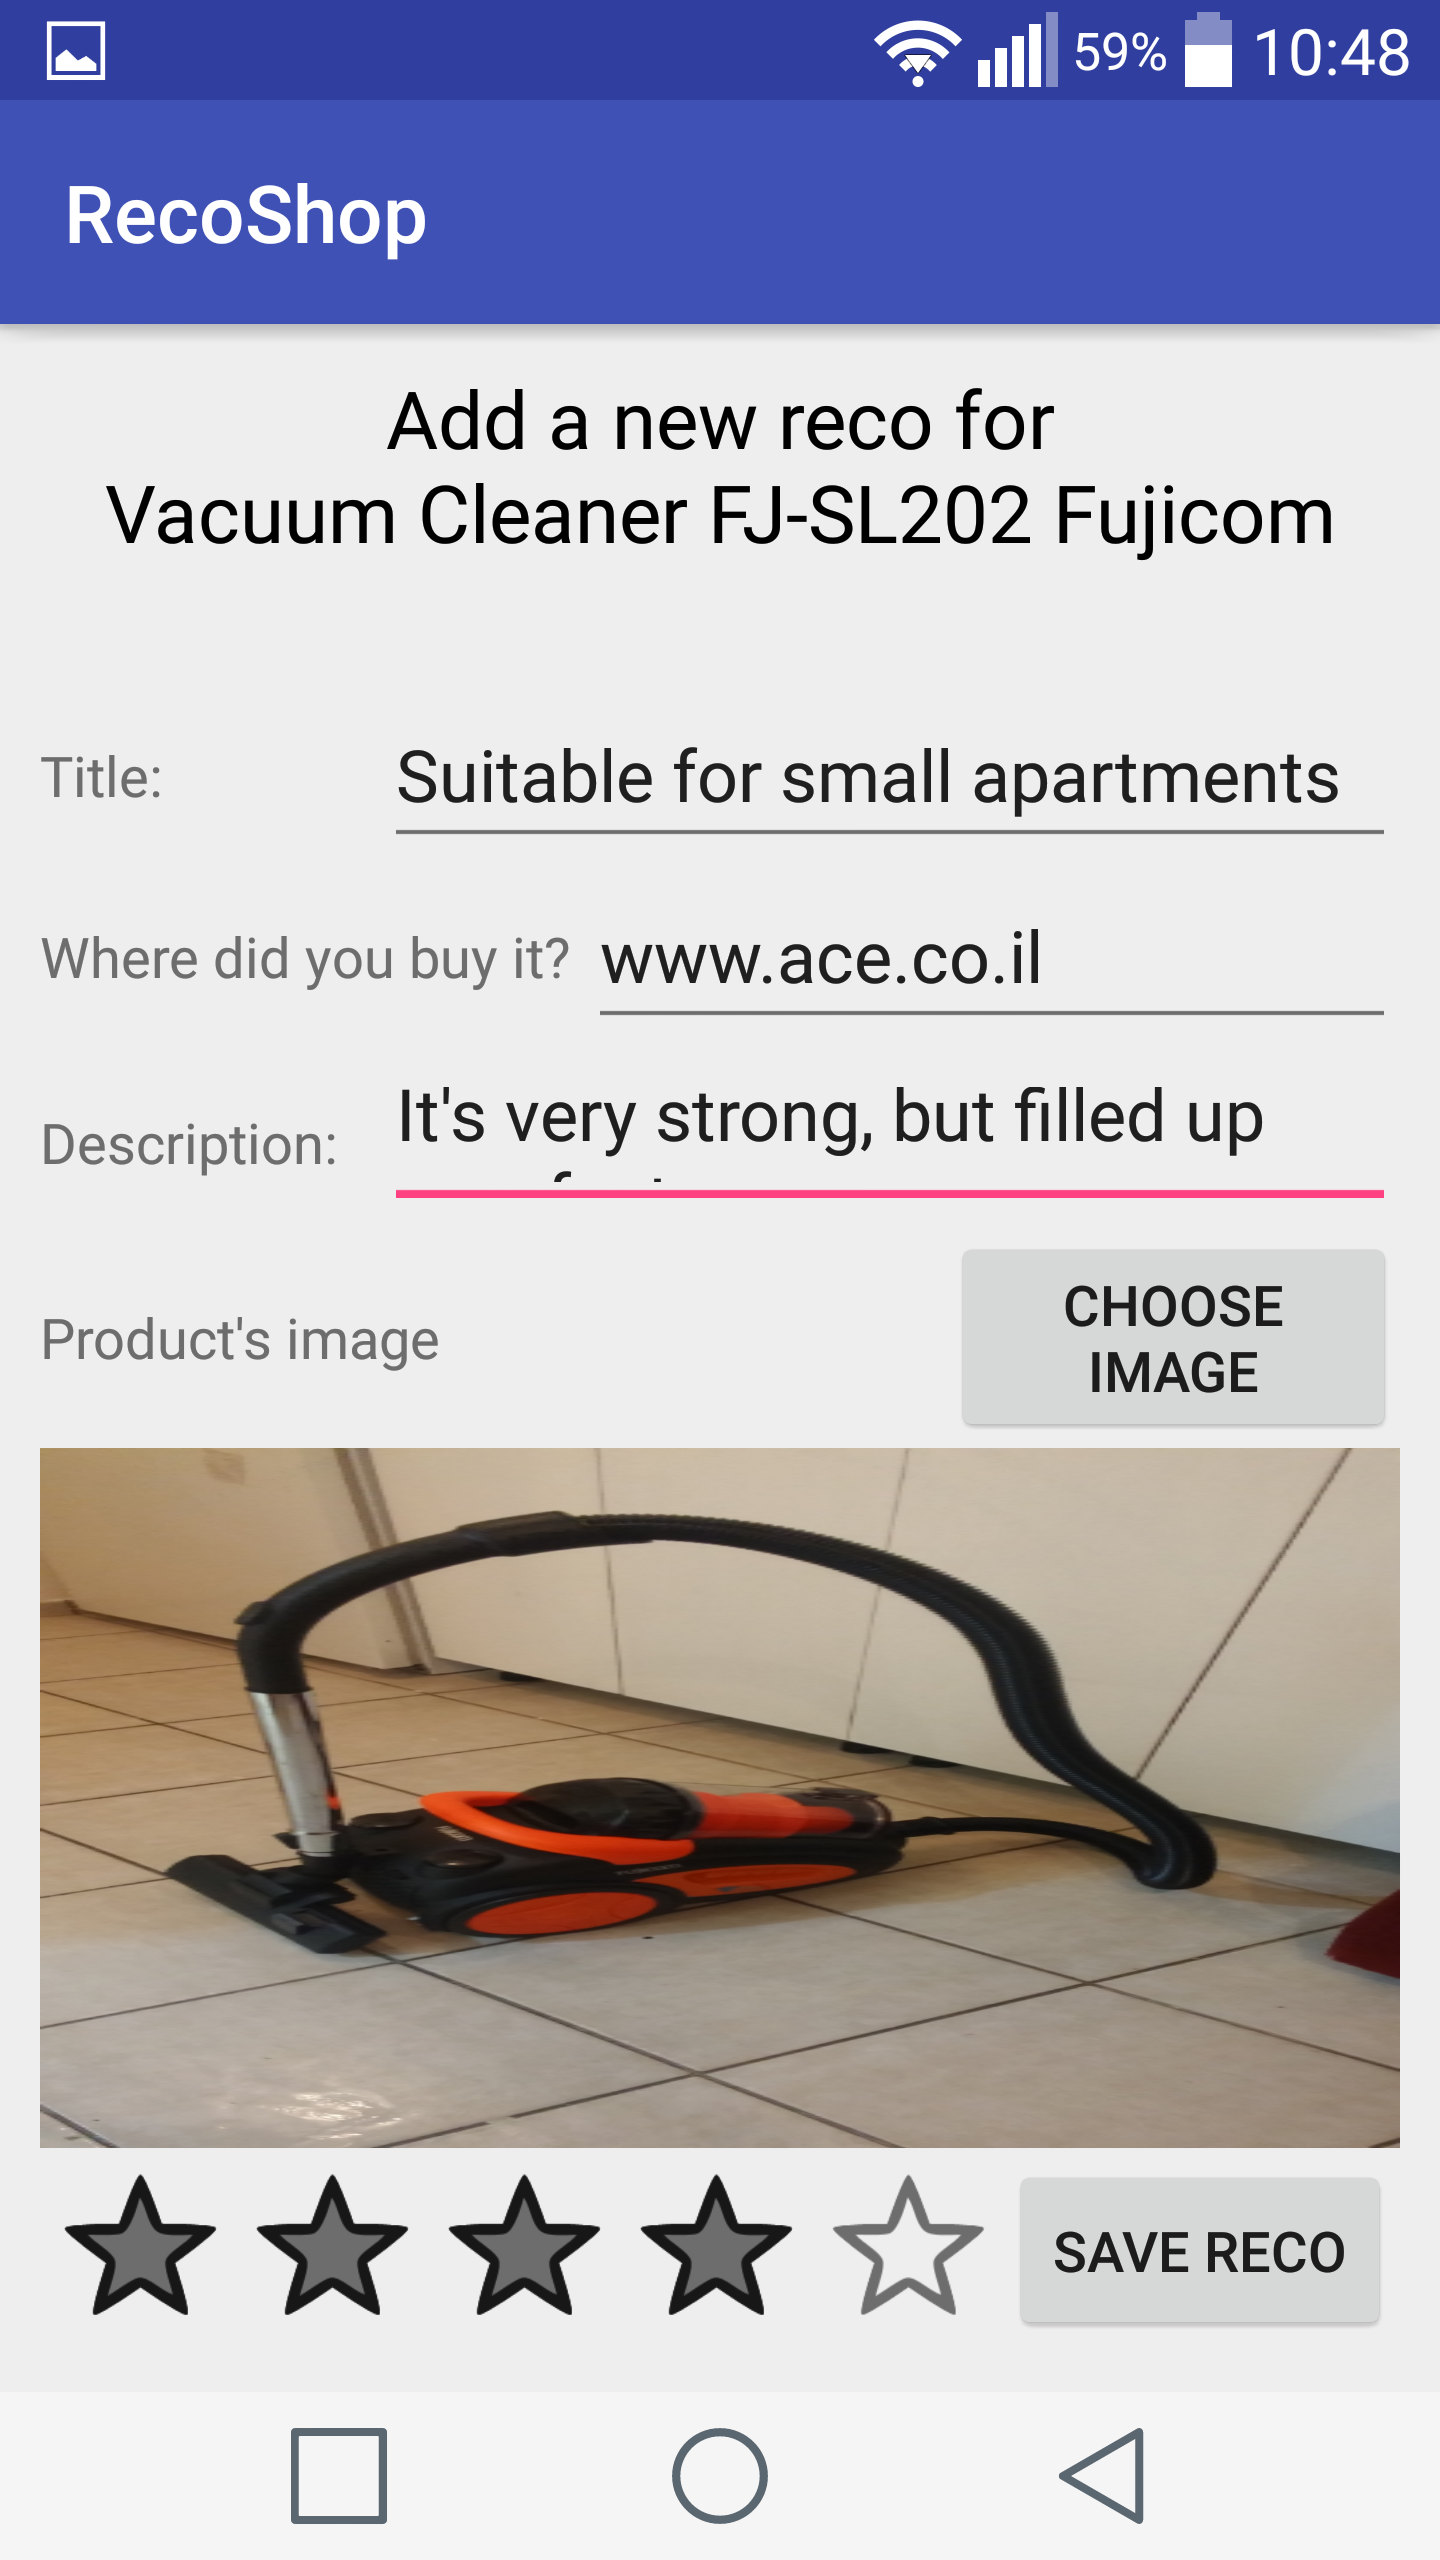 59% 10:48
RecoShop
Add a new reco for
Vacuum Cleaner FJ-SL202 Fujicom
Title: Suitable for small apartments
Where did you buy it? www.ace.co.il
Description: It's very strong, but filled up
Product's image
CHOOSE
IMAGE
SAVE RECO